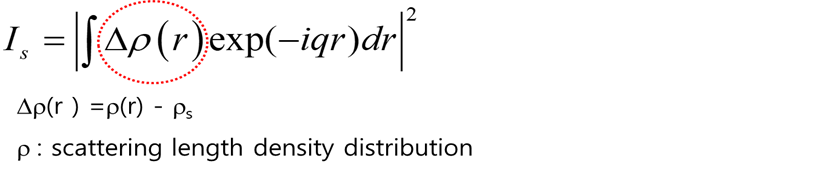 I_s = |∫Δρ(r)exp(−iqr)dr|²
Δρ(r ) =ρ(r) - ρ_s
ρ : scattering length density distribution